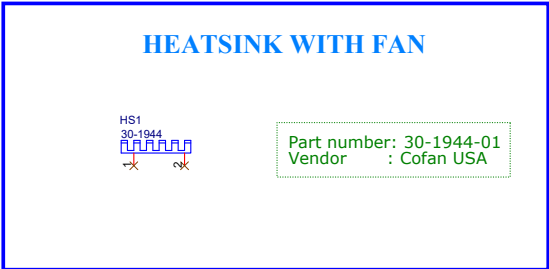 HEATSINK WITH FAN
HS1
30-1944
1
2
Part number: 30-1944-01
Vendor : Cofan USA